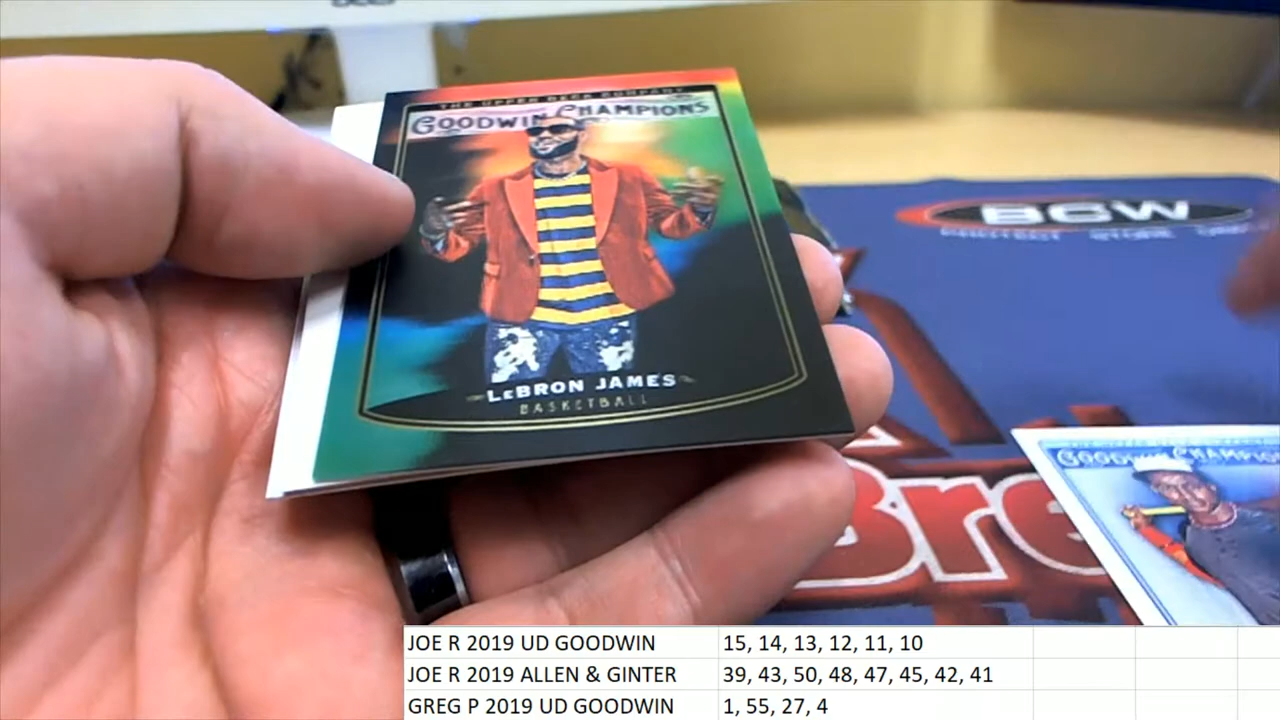 THE UPPER DECK COMPANY
GOODWIN CHAMPIONS
LEBRON JAMES
BASKETBALL
BCW
GOODWIN CHAMPIONS
Bre
JOE R 2019 UD GOODWIN 15, 14, 13, 12, 11, 10
JOE R 2019 ALLEN & GINTER 39, 43, 50, 48, 47, 45, 42, 41
GREG P 2019 UD GOODWIN 1, 55, 27, 4